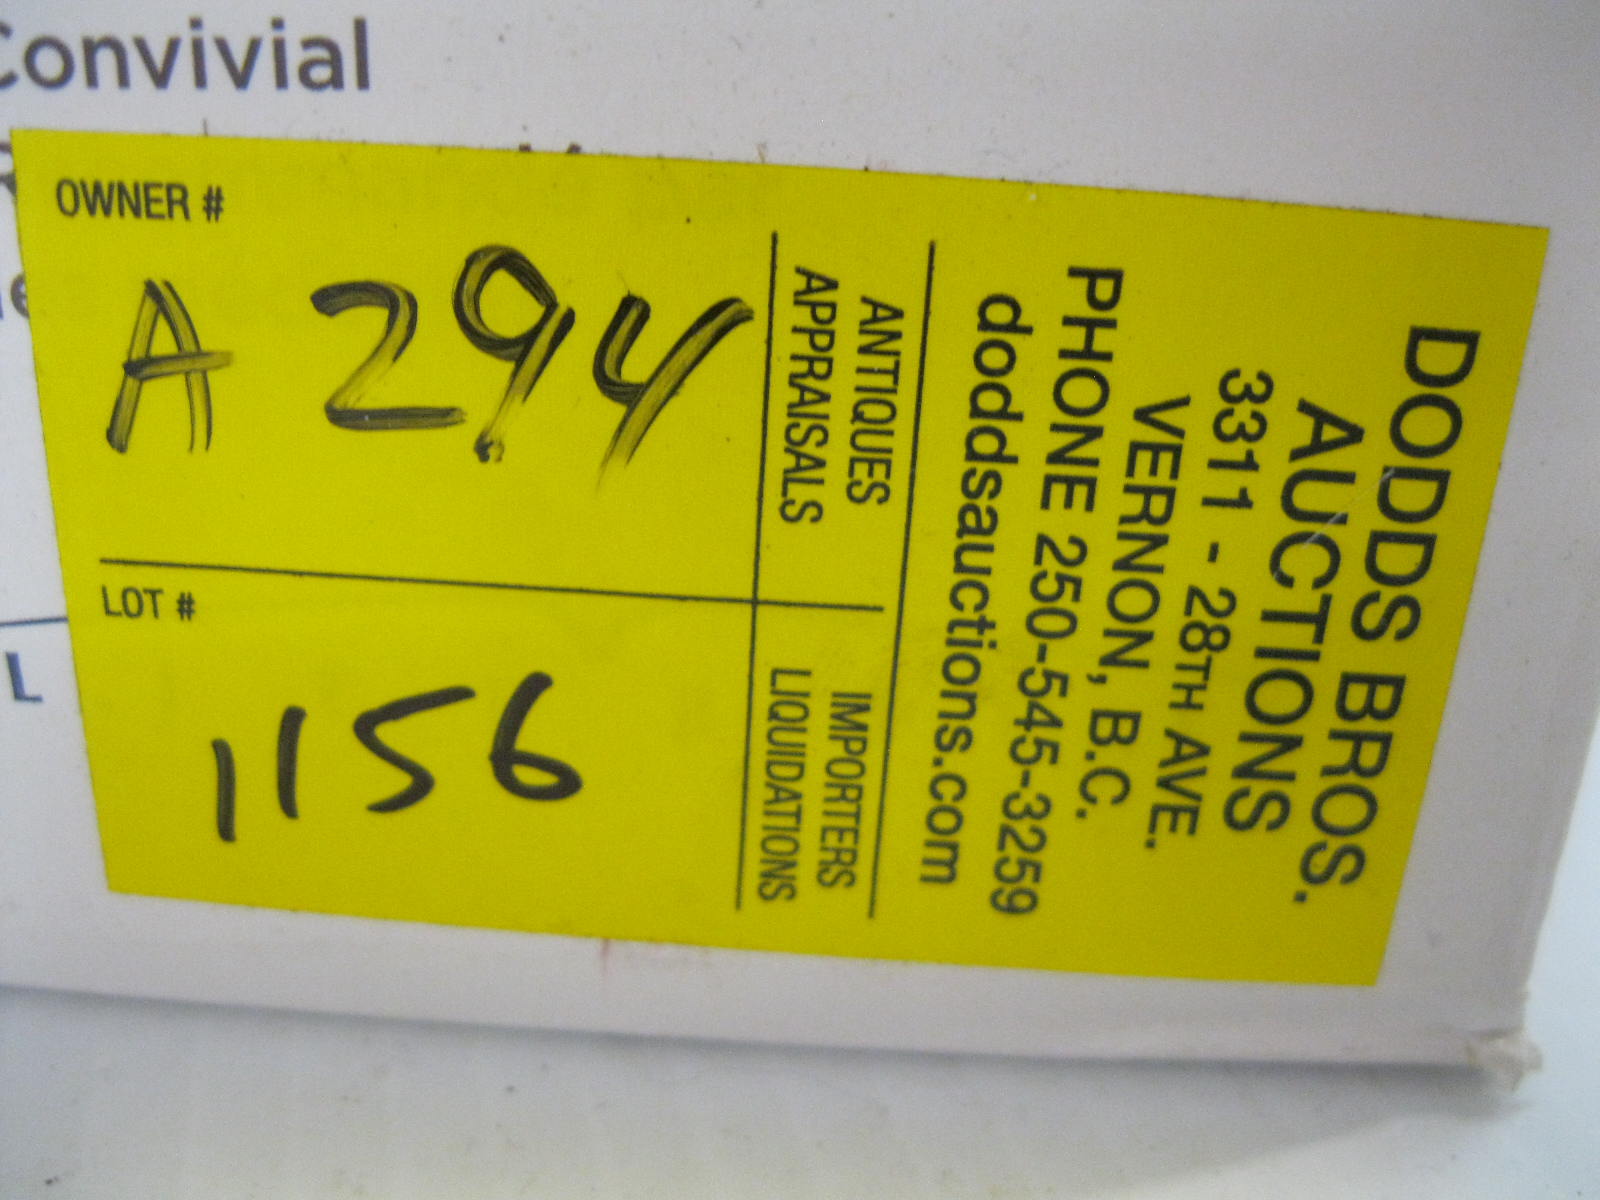 Convivial
OWNER #
A 294
LOT #
1156
ANTIQUES
APPRAISALS
IMPORTERS
LIQUIDATIONS
DODDS BROS.
AUCTIONS
3311 - 28TH AVE.
VERNON, B.C.
PHONE 250-545-3259
doddsauctions.com
L